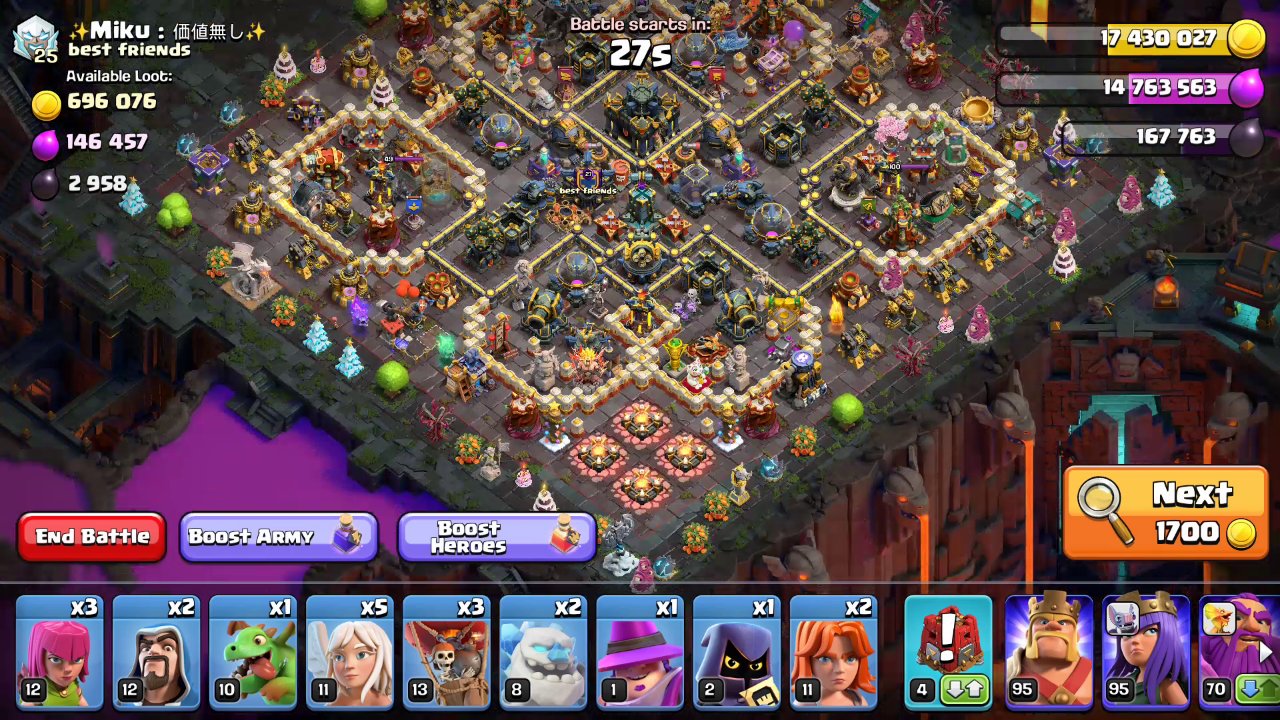 ✨Miku : 価値無し✨
25
best friends
Available Loot:
696 076
146 457
2 958
Battle starts in:
27s
17 430 027
14 763 563
167 763
best friends
End Battle
Boost Army
Boost
Heroes
Next
1700
x3
x2
x1
x5
x3
x2
x1
x1
x2
12
12
10
11
13
8
1
2
11
4
95
95
70